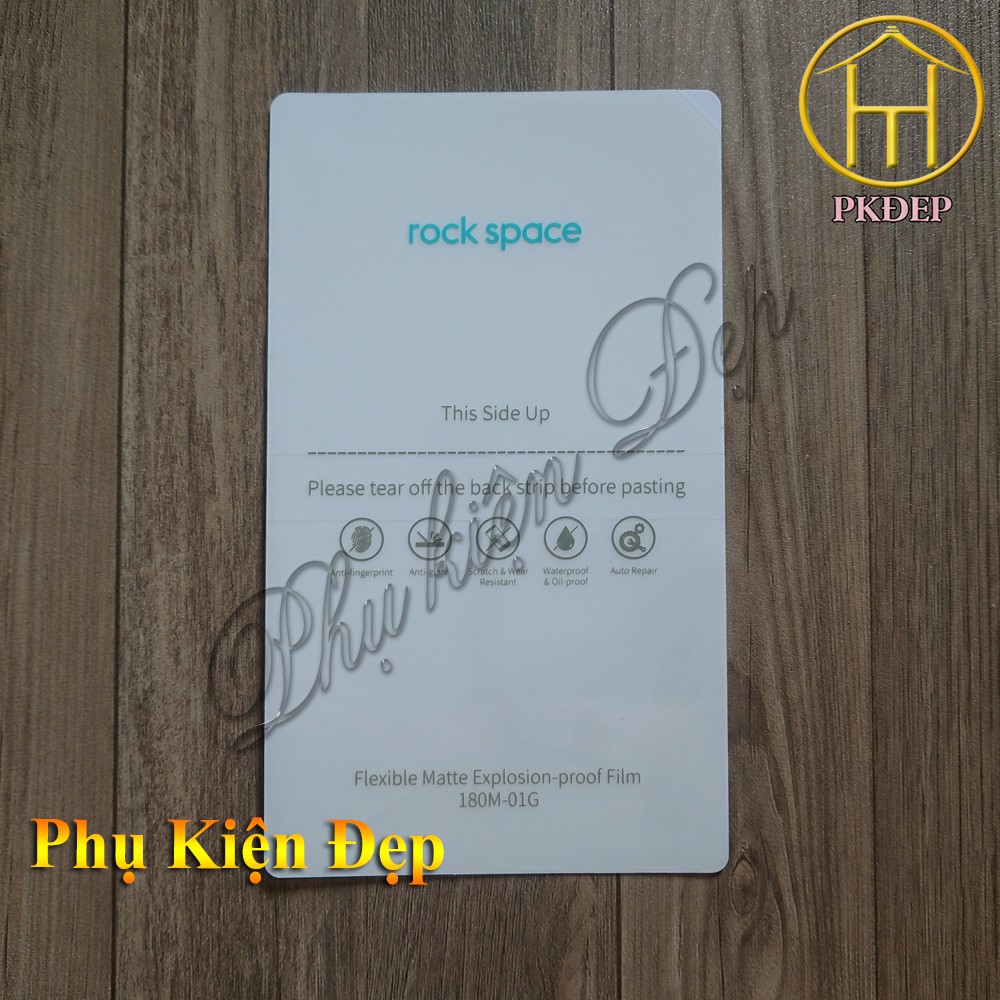 PKĐẸP
rock space
Phụ kiện Đẹp
This Side Up
Please tear off the back strip before pasting
Anti-fingerprint
Anti-glare
Scratch & Wear
Resistant
Waterproof
& Oil-proof
Auto Repair
Flexible Matte Explosion-proof Film
180M-01G
Phụ Kiện Đẹp